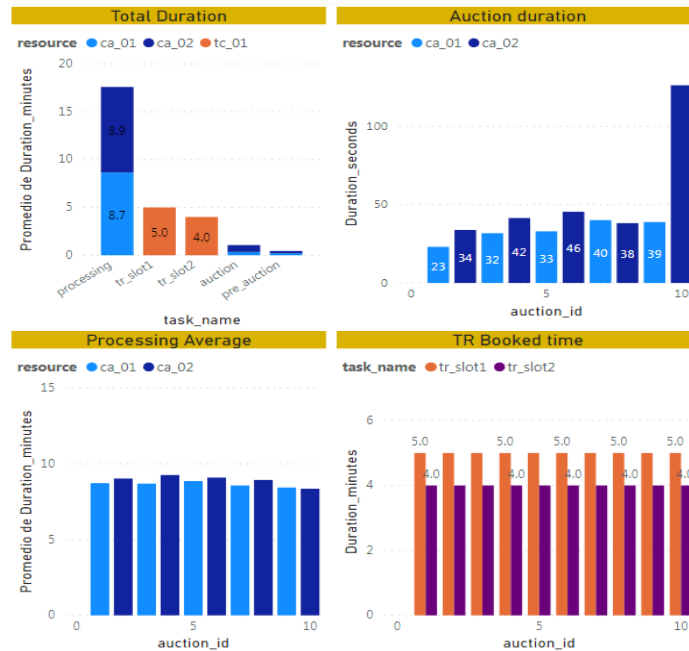 Total Duration
resource ca_01 ca_02 tc_01
Promedio de Duration_minutes
20
15
10
5
0
8.9
8.7
5.0
4.0
processing
tr_slot1
tr_slot2
auction
pre_auction
task_name
Auction duration
resource ca_01 ca_02
Duration_seconds
100
50
0
23 34 32 42 33 46 40 38 39
5 10
auction_id
Processing Average
resource ca_01 ca_02
Promedio de Duration_minutes
15
10
5
0
0 5 10
auction_id
TR Booked time
task_name tr_slot1 tr_slot2
Duration_minutes
6
4
2
0
5.0 5.0 5.0 5.0 5.0
4.0 4.0 4.0 4.0 4.0
0 5 10
auction_id